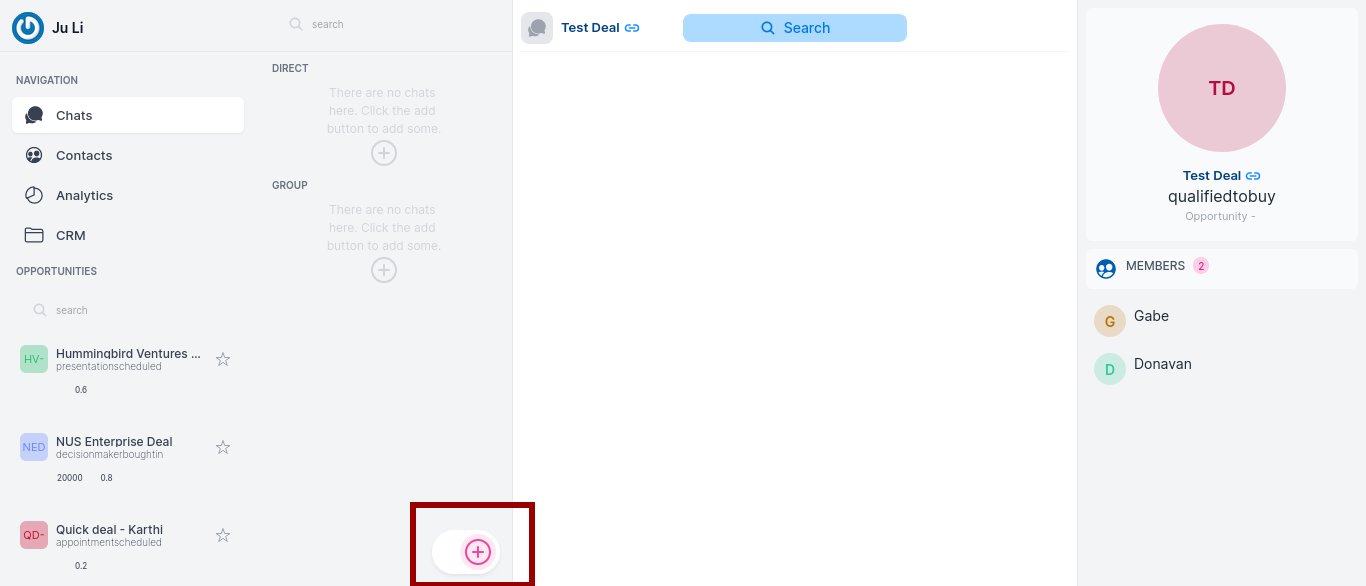 Ju Li
NAVIGATION
Chats
Contacts
Analytics
CRM
OPPORTUNITIES
search
HV-
Hummingbird Ventures ...
presentationscheduled
0.6
NED
NUS Enterprise Deal
decisionmakerboughtin
20000 0.8
QD-
Quick deal - Karthi
appointmentscheduled
0.2
search
DIRECT
There are no chats
here. Click the add
button to add some.
GROUP
There are no chats
here. Click the add
button to add some.
Test Deal
Search
TD
Test Deal
qualifiedtobuy
Opportunity -
MEMBERS 2
G
Gabe
D
Donavan